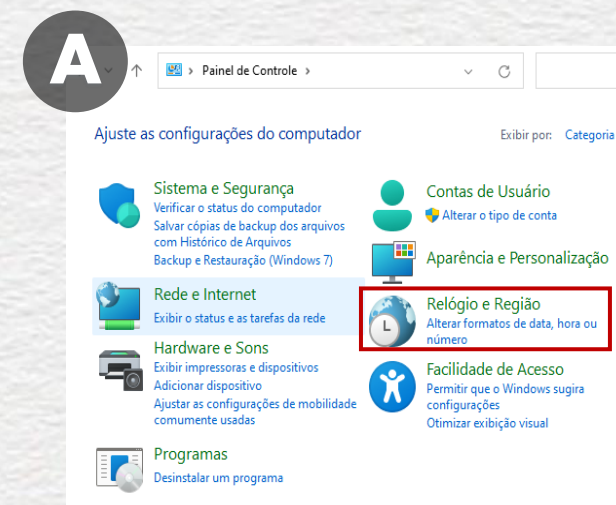 A
Painel de Controle
Ajuste as configurações do computador
Exibir por: Categoria
Sistema e Segurança
Verificar o status do computador
Salvar cópias de backup dos arquivos
com Histórico de Arquivos
Backup e Restauração (Windows 7)
Rede e Internet
Exibir o status e as tarefas da rede
Hardware e Sons
Exibir impressoras e dispositivos
Adicionar dispositivo
Ajustar as configurações de mobilidade
comumente usadas
Programas
Desinstalar um programa
Contas de Usuário
Alterar o tipo de conta
Aparência e Personalização
Relógio e Região
Alterar formatos de data, hora ou
número
Facilidade de Acesso
Permitir que o Windows sugira
configurações
Otimizar exibição visual